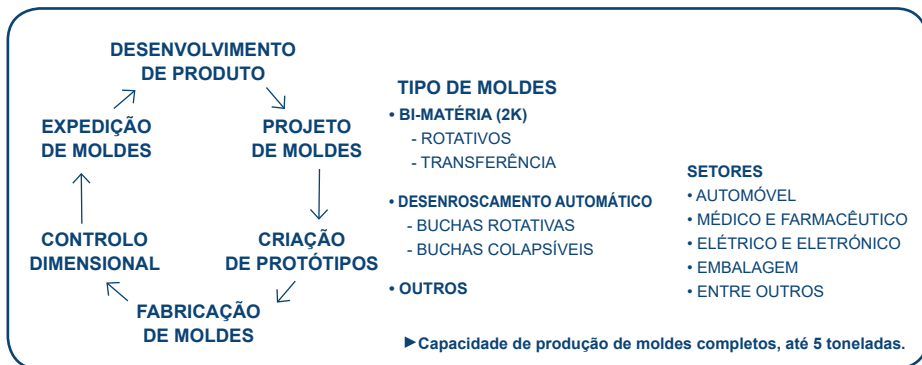 DESENVOLVIMENTO
DE PRODUTO
PROJETO
DE MOLDES
CRIAÇÃO
DE PROTÓTIPOS
FABRICAÇÃO
DE MOLDES
CONTROLO
DIMENSIONAL
EXPEDIÇÃO
DE MOLDES
TIPO DE MOLDES
• BI-MATÉRIA (2K)
- ROTATIVOS
- TRANSFERÊNCIA
• DESENROSCAMENTO AUTOMÁTICO
- BUCHAS ROTATIVAS
- BUCHAS COLAPSÍVEIS
• OUTROS
SETORES
• AUTOMÓVEL
• MÉDICO E FARMACÊUTICO
• ELÉTRICO E ELETRÓNICO
• EMBALAGEM
• ENTRE OUTROS
►Capacidade de produção de moldes completos, até 5 toneladas.